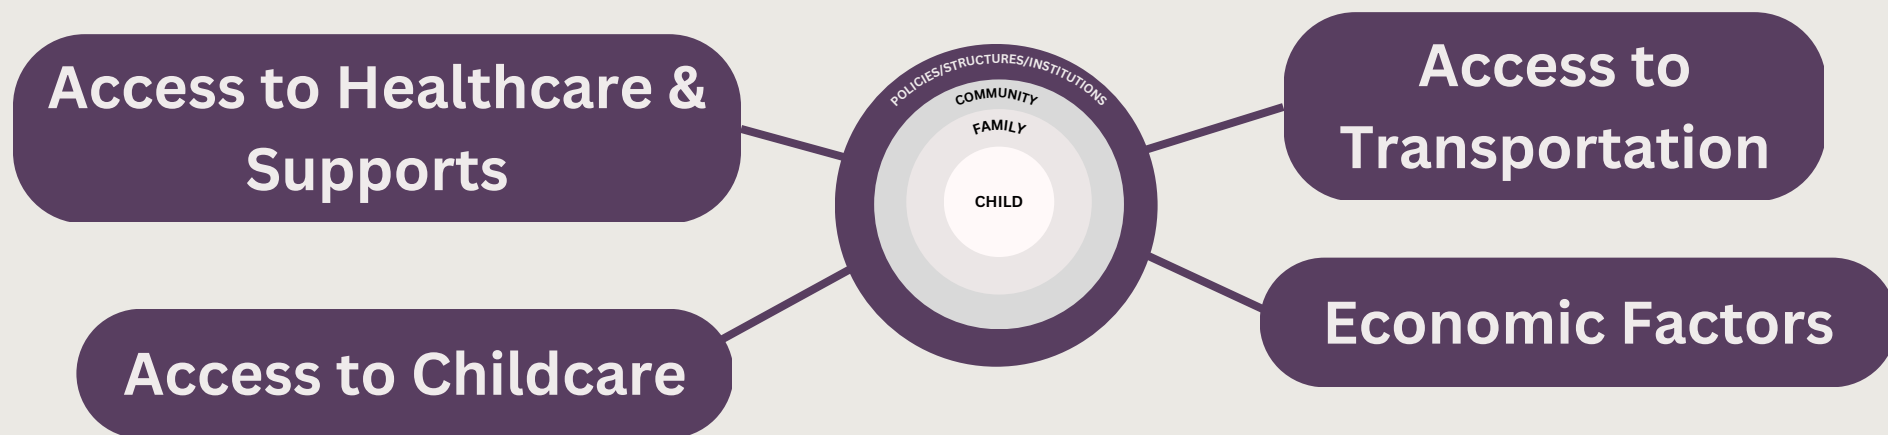 Access to Healthcare &
Supports
Access to Childcare
POLICIES/STRUCTURES/INSTITUTIONS
COMMUNITY
FAMILY
CHILD
Access to
Transportation
Economic Factors